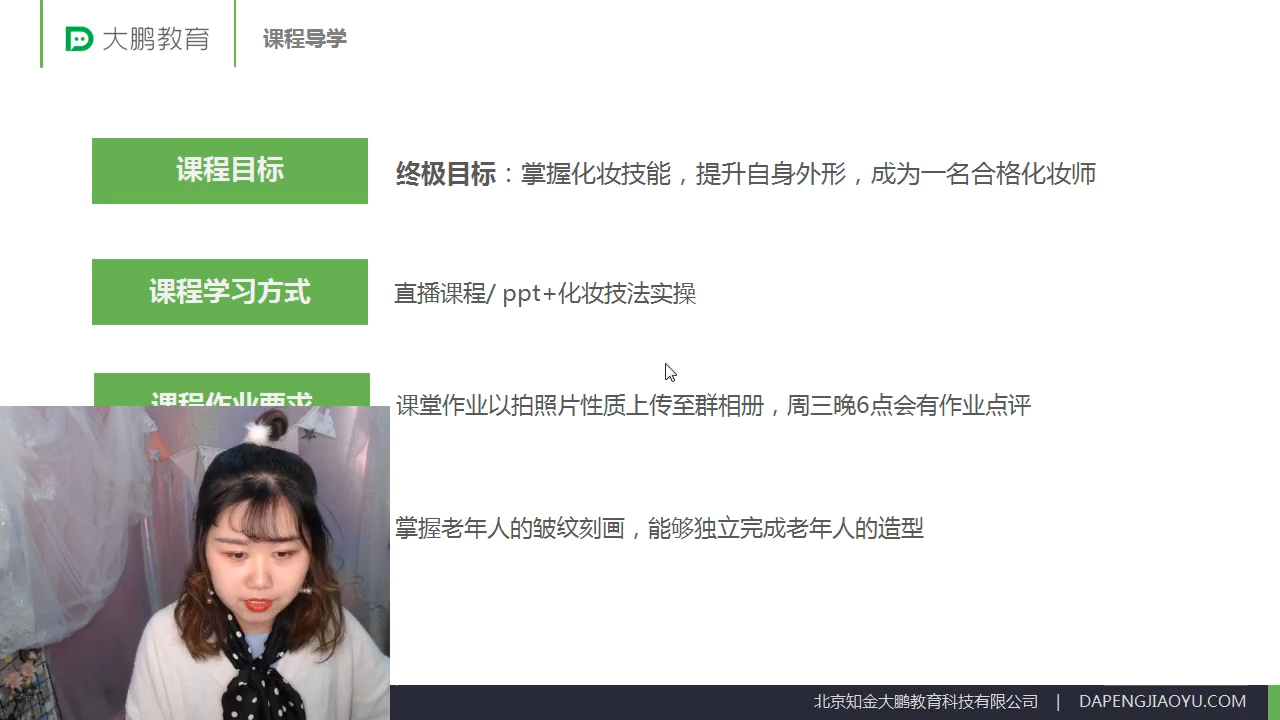 大鹏教育
课程导学
课程目标
终极目标：掌握化妆技能，提升自身外形，成为一名合格化妆师
课程学习方式
直播课程/ ppt+化妆技法实操
课程作业要求
课堂作业以拍照片性质上传至群相册，周三晚6点会有作业点评
掌握老年人的皱纹刻画，能够独立完成老年人的造型
北京知金大鹏教育科技有限公司 | DAPENGJIAOYU.COM